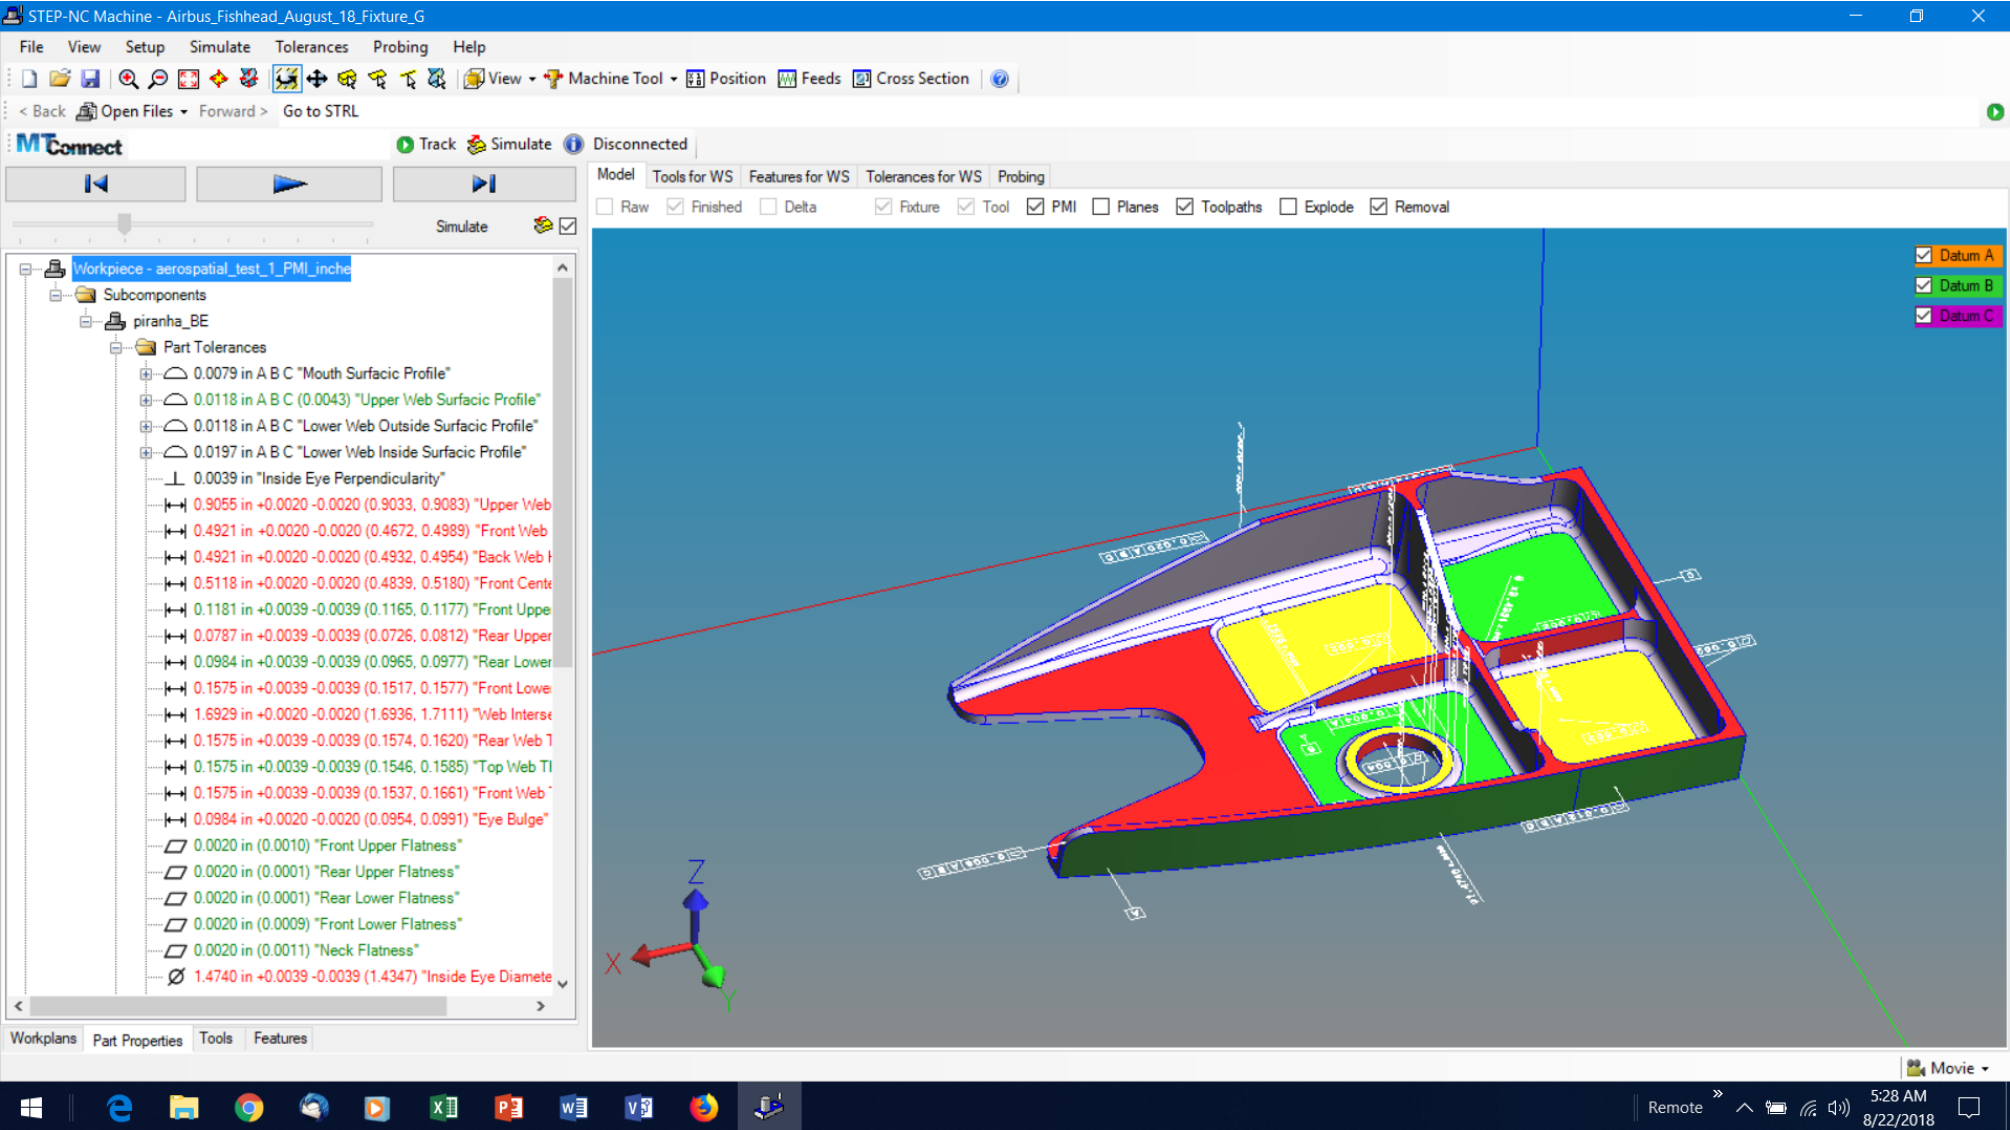 STEP-NC Machine - Airbus_Fishhead_August_18_Fixture_G
File View Setup Simulate Tolerances Probing Help
View Machine Tool Position Feeds Cross Section
< Back Open Files Forward > Go to STRL
MTConnect Track Simulate Disconnected
Model Tools for WS Features for WS Tolerances for WS Probing
Raw Finished Delta Fixture Tool PMI Planes Toolpaths Explode Removal
Simulate
Datum A
Datum B
Datum C
Workpiece - aerospatial_test_1_PMI_inche
Subcomponents
piranha_BE
Part Tolerances
0.0079 in A B C "Mouth Surfacic Profile"
0.0118 in A B C (0.0043) "Upper Web Surfacic Profile"
0.0118 in A B C "Lower Web Outside Surfacic Profile"
0.0197 in A B C "Lower Web Inside Surfacic Profile"
0.0039 in "Inside Eye Perpendicularity"
0.9055 in +0.0020 -0.0020 (0.9033, 0.9083) "Upper Web
0.4921 in +0.0020 -0.0020 (0.4672, 0.4989) "Front Web
0.4921 in +0.0020 -0.0020 (0.4932, 0.4954) "Back Web
0.5118 in +0.0020 -0.0020 (0.4839, 0.5180) "Front Cente
0.1181 in +0.0039 -0.0039 (0.1165, 0.1177) "Front Uppe
0.0787 in +0.0039 -0.0039 (0.0726, 0.0812) "Rear Upper
0.0984 in +0.0039 -0.0039 (0.0965, 0.0977) "Rear Lower
0.1575 in +0.0039 -0.0039 (0.1517, 0.1577) "Front Lowe
1.6929 in +0.0020 -0.0020 (1.6936, 1.7111) "Web Interse
0.1575 in +0.0039 -0.0039 (0.1574, 0.1620) "Rear Web T
0.1575 in +0.0039 -0.0039 (0.1546, 0.1585) "Top Web Tl
0.1575 in +0.0039 -0.0039 (0.1537, 0.1661) "Front Web
0.0984 in +0.0020 -0.0020 (0.0954, 0.0991) "Eye Bulge"
0.0020 in (0.0010) "Front Upper Flatness"
0.0020 in (0.0001) "Rear Upper Flatness"
0.0020 in (0.0001) "Rear Lower Flatness"
0.0020 in (0.0009) "Front Lower Flatness"
0.0020 in (0.0011) "Neck Flatness"
1.4740 in +0.0039 -0.0039 (1.4347) "Inside Eye Diamete
Z
X
Y
Workplans Part Properties Tools Features
Movie
Remote
5:28 AM
8/22/2018